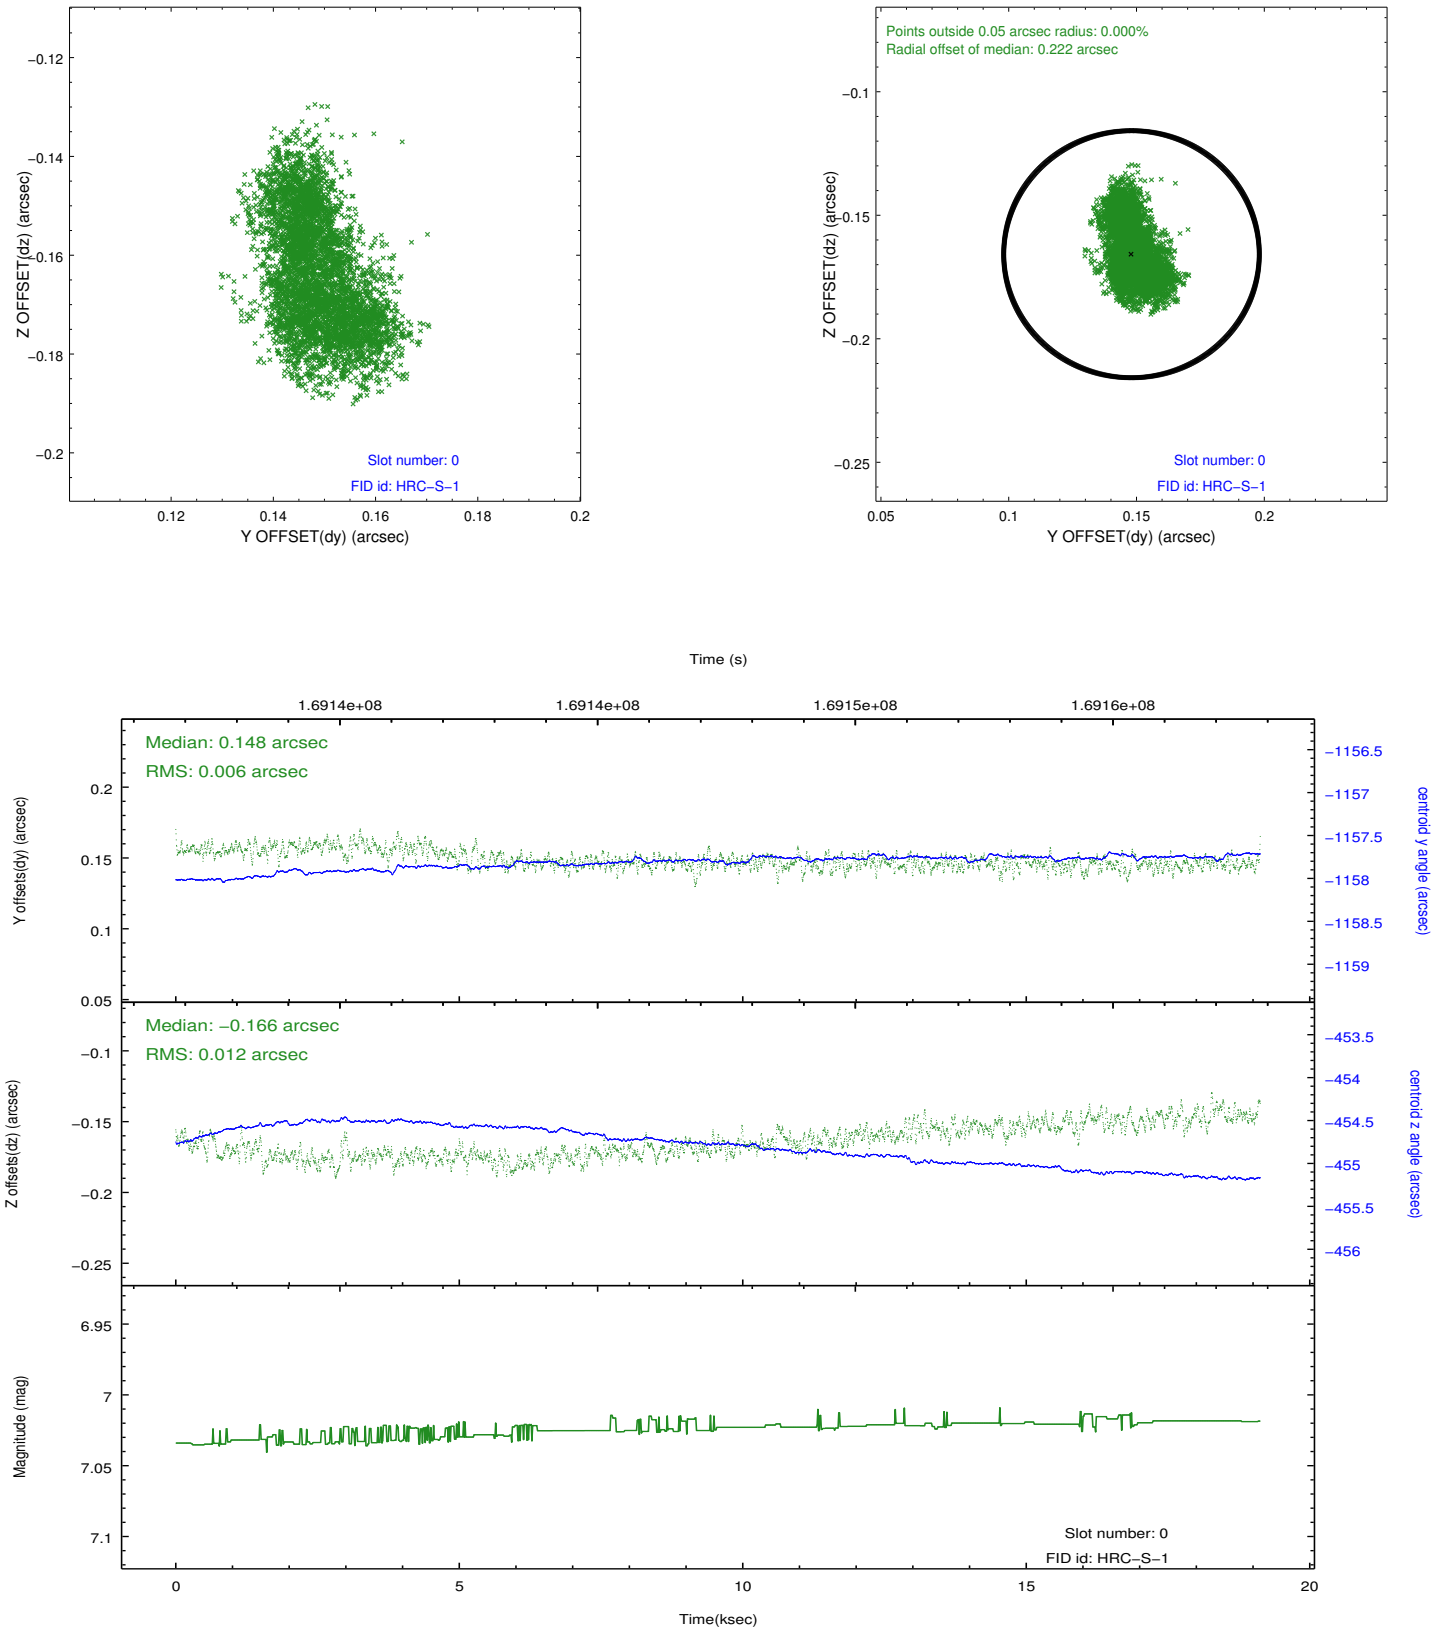 −0.12
−0.14
−0.16
−0.18
−0.2
Z OFFSET(dz) (arcsec)
Slot number: 0
FID id: HRC−S−1
0.12
0.14
0.16
0.18
0.2
Y OFFSET(dy) (arcsec)
Points outside 0.05 arcsec radius: 0.000%
Radial offset of median: 0.222 arcsec
−0.1
−0.15
−0.2
−0.25
Z OFFSET(dz) (arcsec)
Slot number: 0
FID id: HRC−S−1
0.05
0.1
0.15
0.2
Y OFFSET(dy) (arcsec)
Time (s)
1.6914e+08
1.6914e+08
1.6915e+08
1.6916e+08
Median: 0.148 arcsec
RMS: 0.006 arcsec
0.2
0.15
0.1
0.05
Y offsets(dy) (arcsec)
−1156.5
−1157
−1157.5
−1158
−1158.5
−1159
centroid y angle (arcsec)
Median: −0.166 arcsec
RMS: 0.012 arcsec
−0.1
−0.15
−0.2
−0.25
Z offsets(dz) (arcsec)
−453.5
−454
−454.5
−455
−455.5
−456
centroid z angle (arcsec)
6.95
7
7.05
7.1
Magnitude (mag)
Slot number: 0
FID id: HRC−S−1
0
5
10
15
20
Time(ksec)